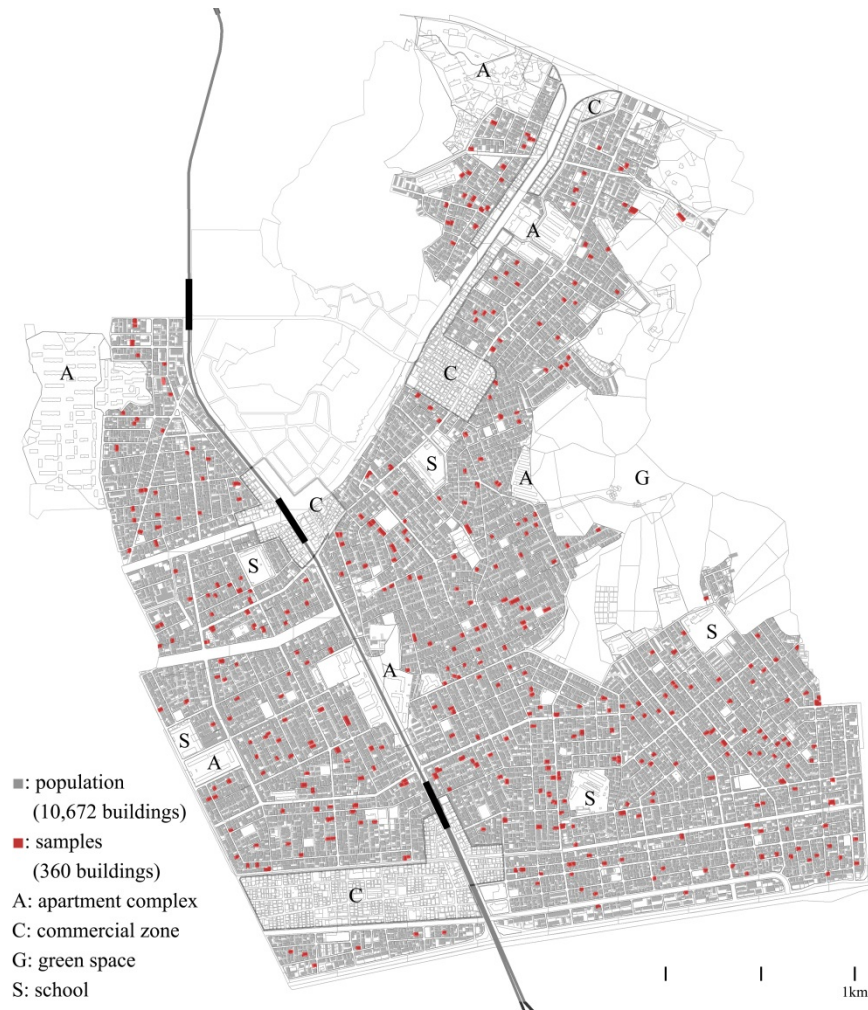 A
C
A
A
C
S
A
G
C
S
S
A
S
A
S
C
■: population
(10,672 buildings)
■: samples
(360 buildings)
A: apartment complex
C: commercial zone
G: green space
S: school
1km